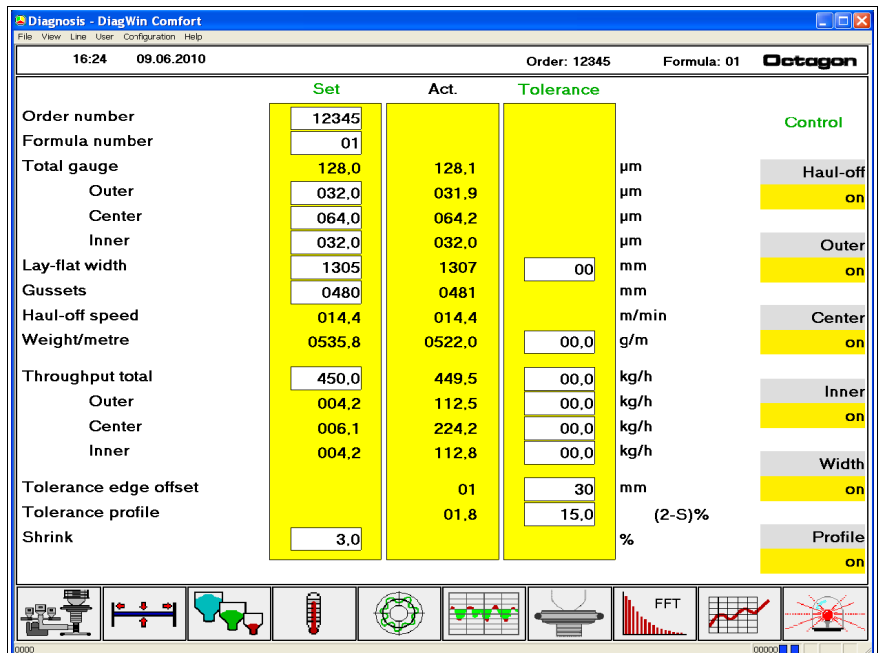 Diagnosis - DiagWin Comfort
File View Line User Configuration Help
16:24 09.06.2010 Order: 12345 Formula: 01 Octagon
Set Act. Tolerance
Control
Order number 12345
Formula number 01
Total gauge 128,0 128,1 µm
Haul-off
on
Outer 032,0 031,9 µm
Center 064,0 064,2 µm
Inner 032,0 032,0 µm
Outer
on
Lay-flat width 1305 1307 00 mm
Gussets 0480 0481 mm
Haul-off speed 014,4 014,4 m/min
Center
on
Weight/metre 0535,8 0522,0 00,0 g/m
Throughput total 450,0 449,5 00,0 kg/h
Inner
on
Outer 004,2 112,5 00,0 kg/h
Center 006,1 224,2 00,0 kg/h
Inner 004,2 112,8 00,0 kg/h
Width
on
Tolerance edge offset 01 30 mm
Tolerance profile 01,8 15,0 (2-S)%
Shrink 3,0 %
Profile
on
FFT
0000 00000